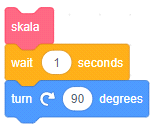 skala
wait 1 seconds
turn 90 degrees